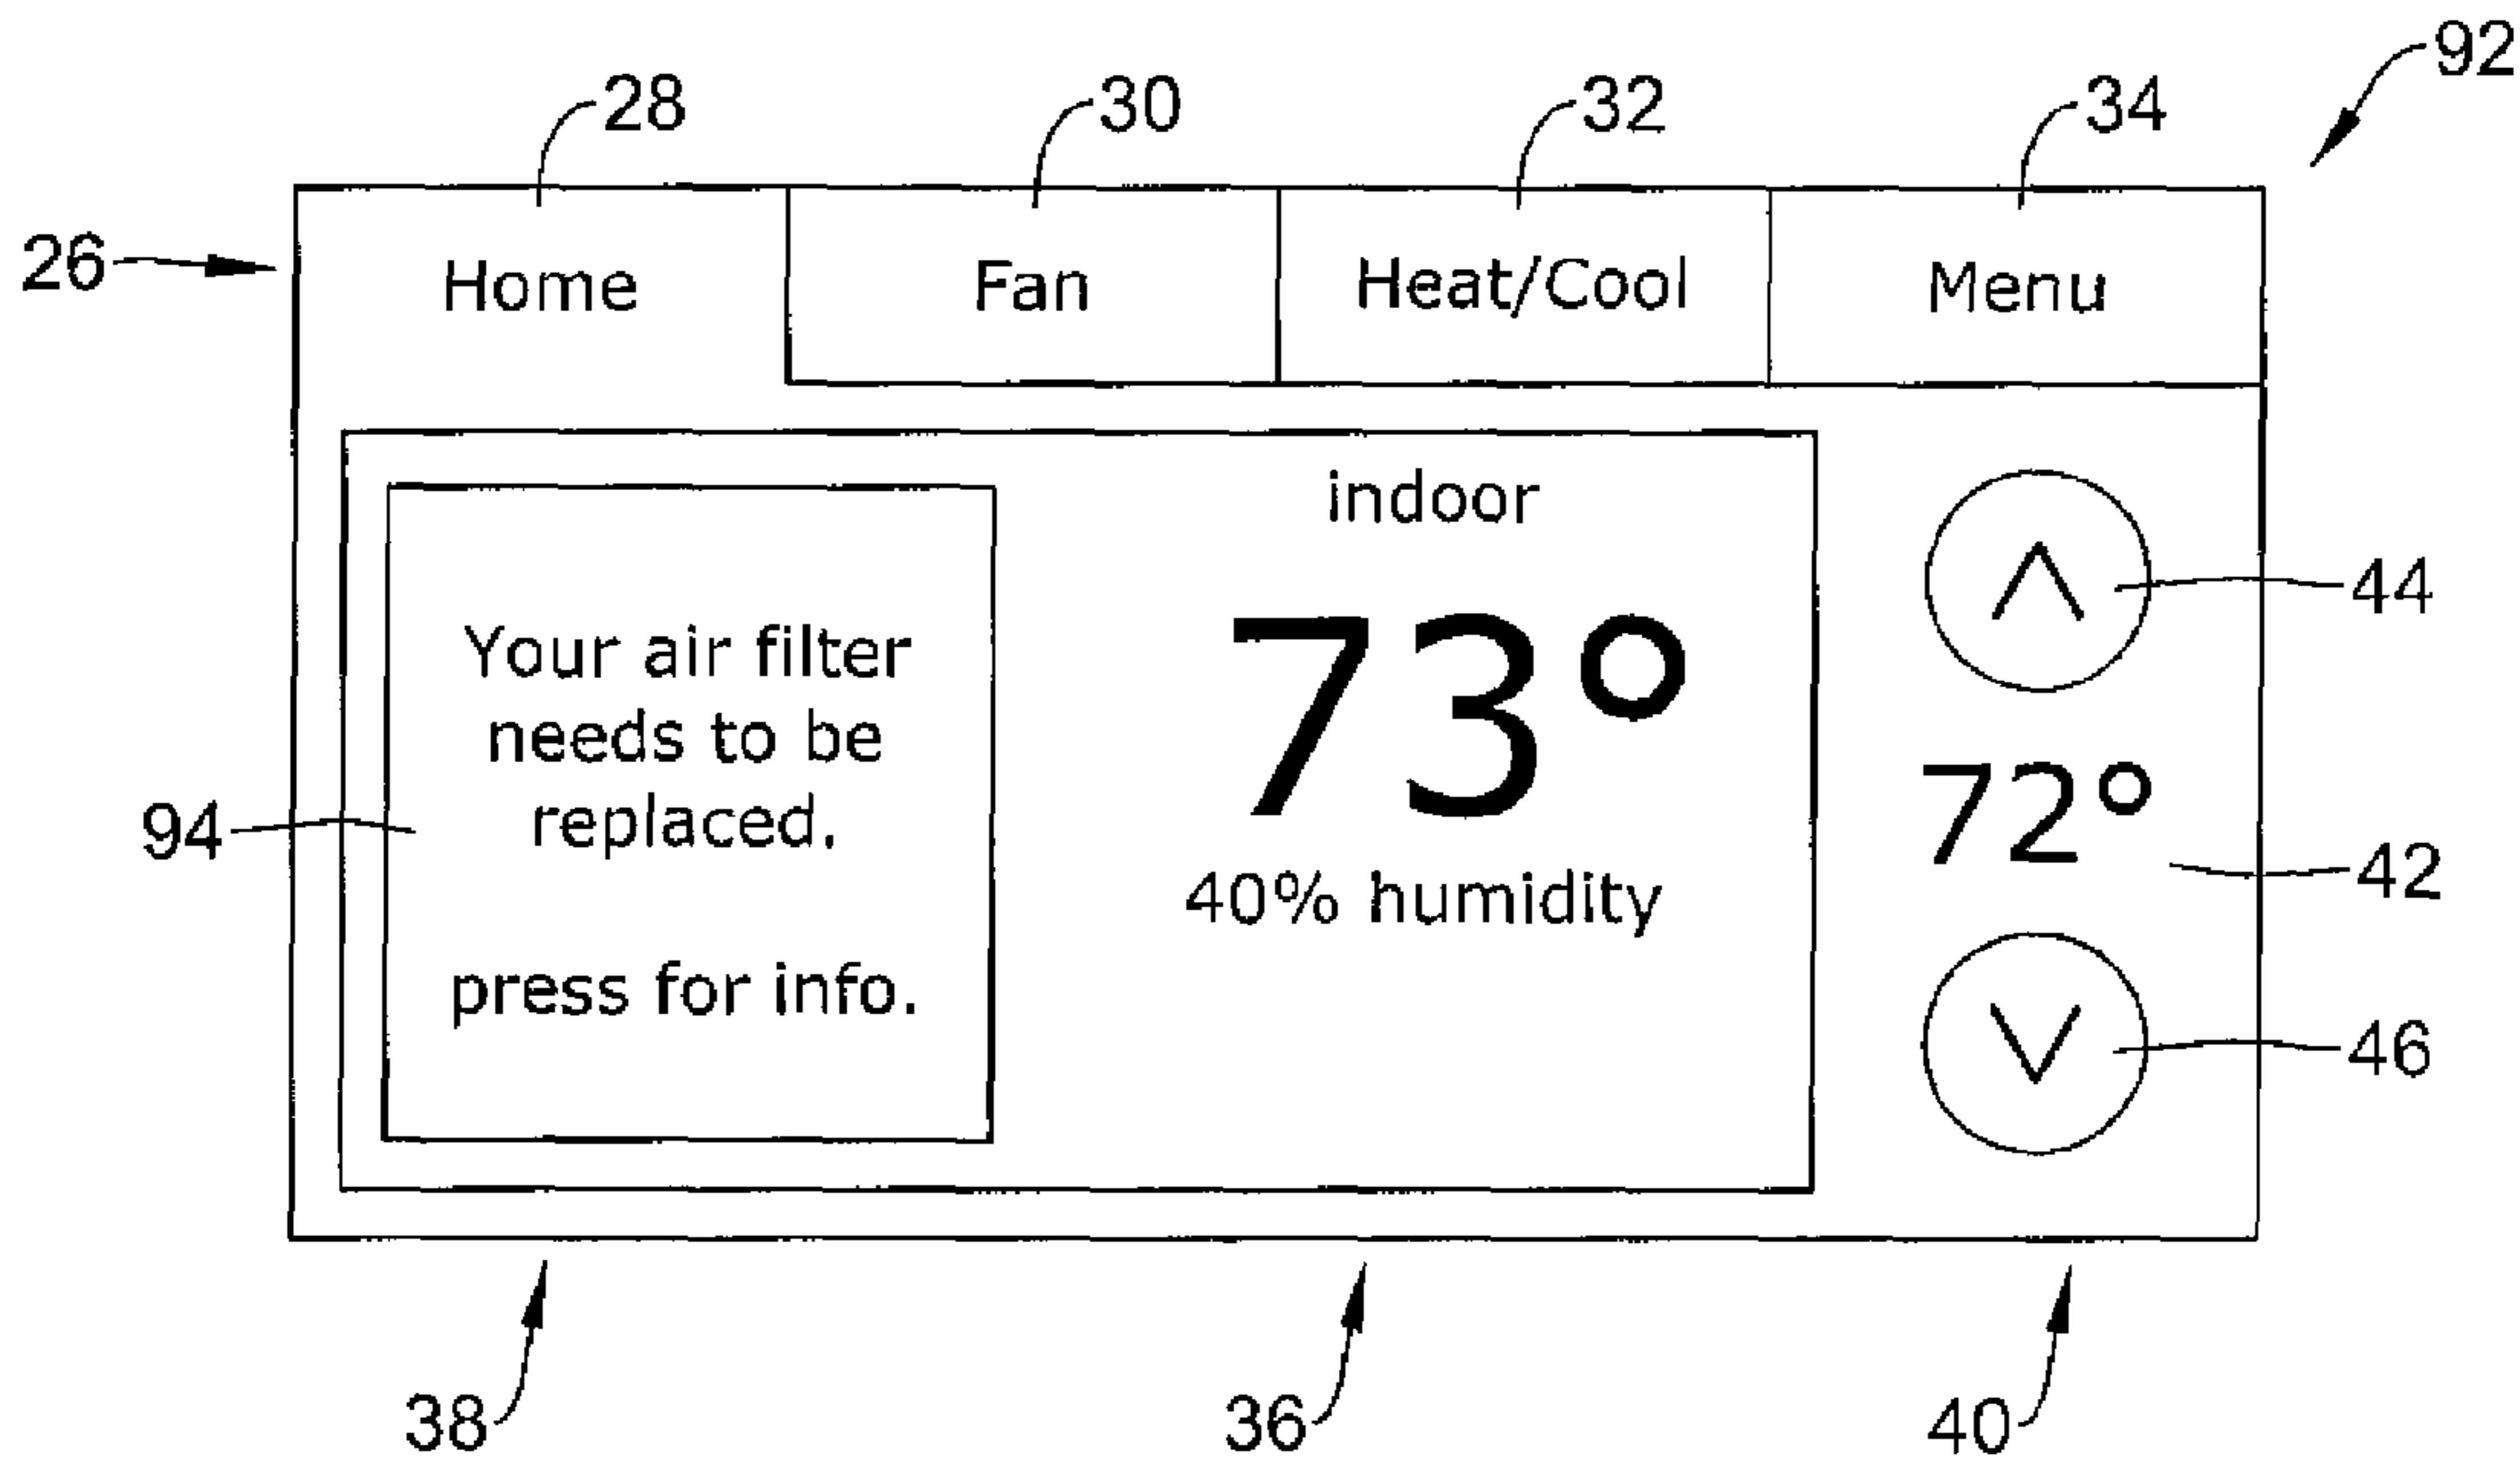 92
28 30 32 34
26
Home Fan Heat/Cool Menu
indoor
44
Your air filter
needs to be
replaced.
press for info.
73°
40% humidity
72°
94
42
46
38 36 40